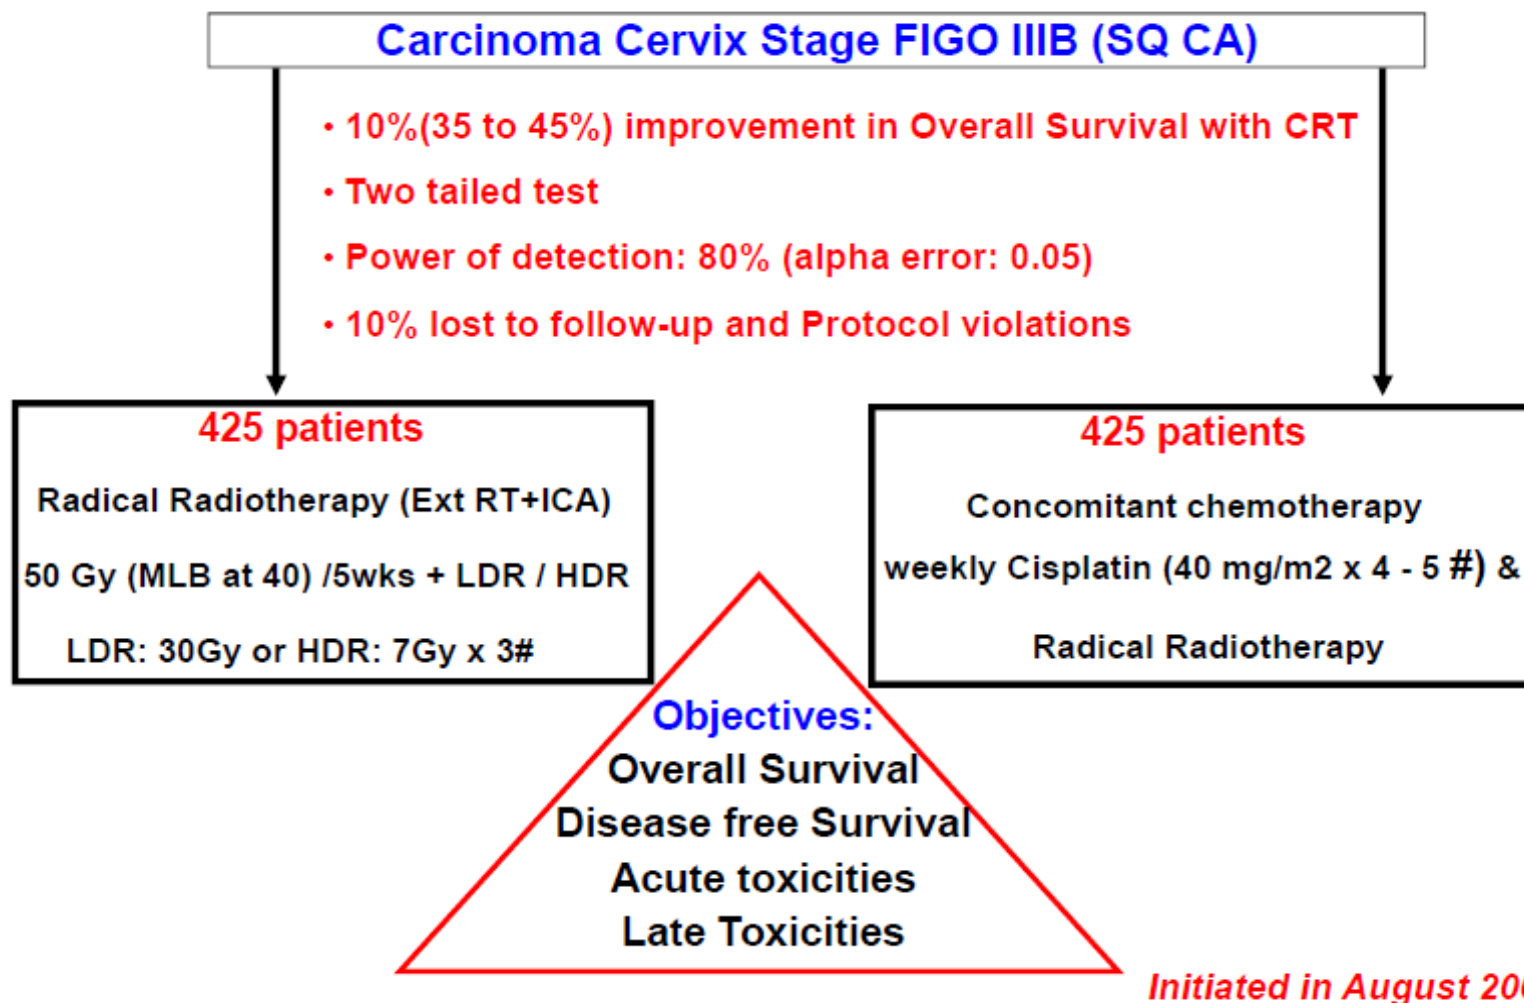 Carcinoma Cervix Stage FIGO IIIB (SQ CA)
• 10%(35 to 45%) improvement in Overall Survival with CRT
• Two tailed test
• Power of detection: 80% (alpha error: 0.05)
• 10% lost to follow-up and Protocol violations
425 patients
Radical Radiotherapy (Ext RT+ICA)
50 Gy (MLB at 40) /5wks + LDR / HDR
LDR: 30Gy or HDR: 7Gy x 3#
425 patients
Concomitant chemotherapy
weekly Cisplatin (40 mg/m2 x 4 - 5 #) &
Radical Radiotherapy
Objectives:
Overall Survival
Disease free Survival
Acute toxicities
Late Toxicities
Initiated in August